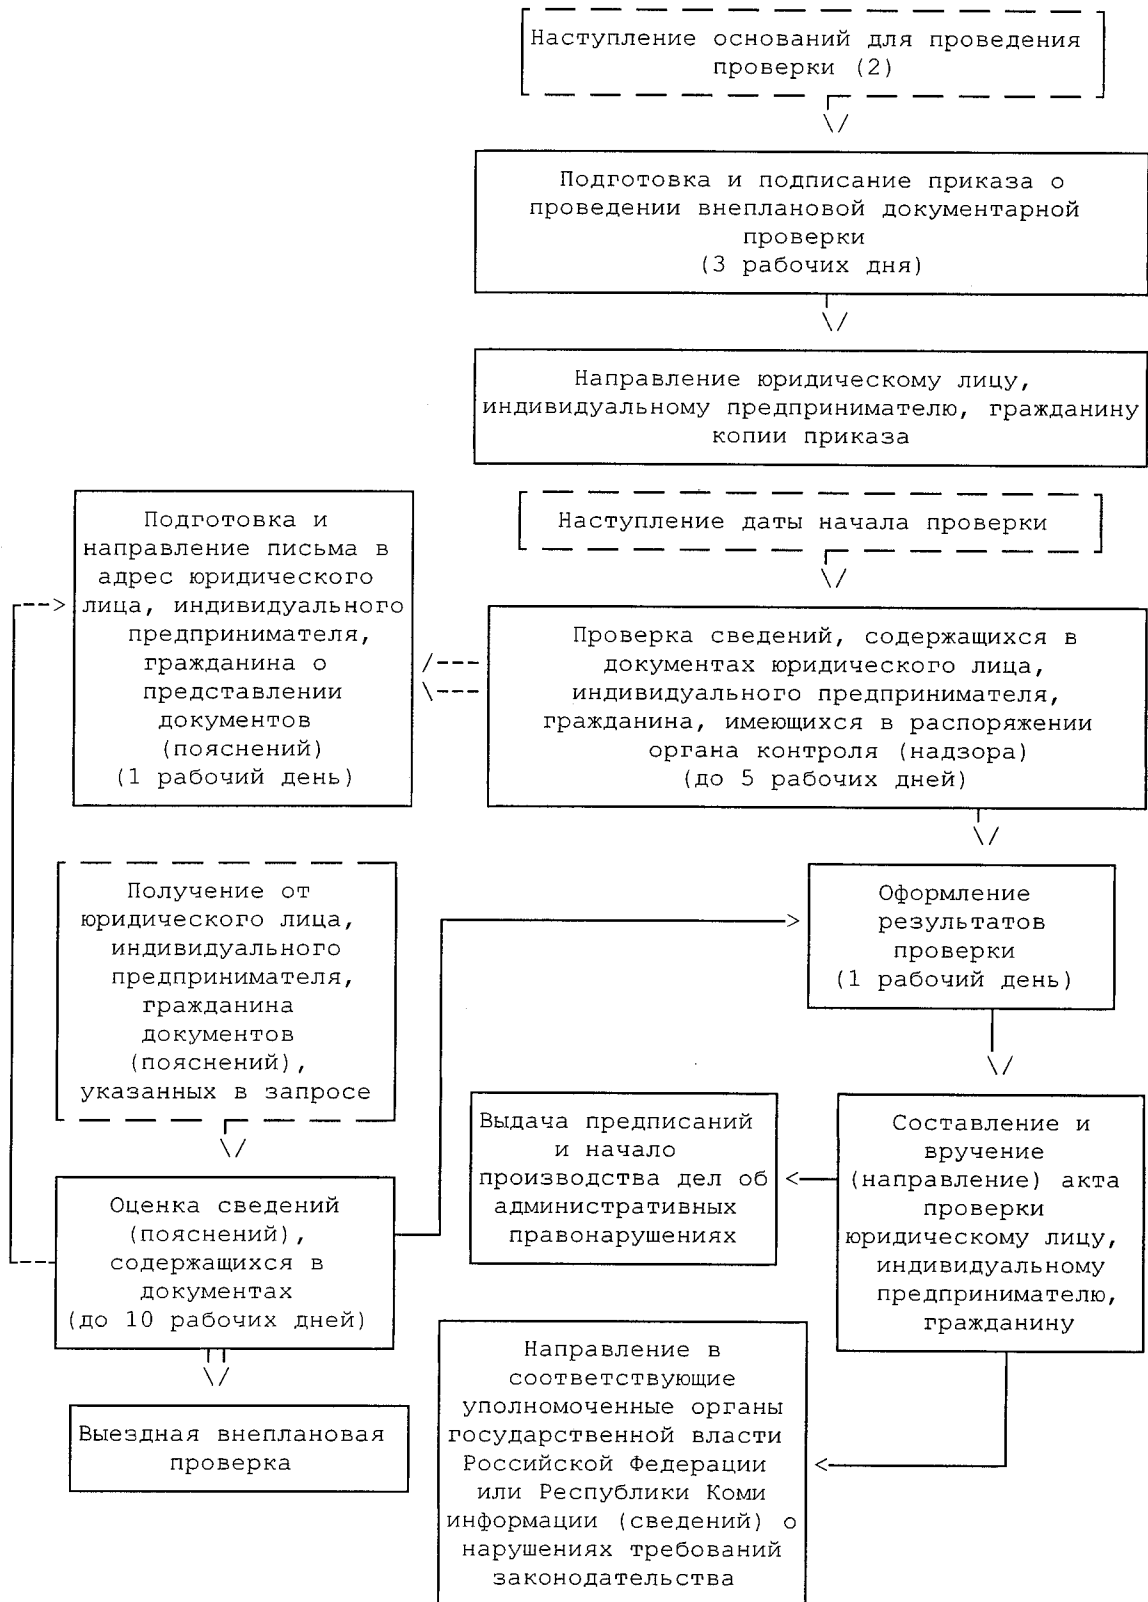 Наступление оснований для проведения
проверки (2)
Подготовка и подписание приказа о
проведении внеплановой документарной
проверки
(3 рабочих дня)
Направление юридическому лицу,
индивидуальному предпринимателю, гражданину
копии приказа
Наступление даты начала проверки
Подготовка и
направление письма в
адрес юридического
лица, индивидуального
предпринимателя,
гражданина о
представлении
документов
(пояснений)
(1 рабочий день)
Проверка сведений, содержащихся в
документах юридического лица,
индивидуального предпринимателя,
гражданина, имеющихся в распоряжении
органа контроля (надзора)
(до 5 рабочих дней)
Получение от
юридического лица,
индивидуального
предпринимателя,
гражданина
документов
(пояснений),
указанных в запросе
Оформление
результатов
проверки
(1 рабочий день)
Выдача предписаний
и начало
производства дел об
административных
правонарушениях
Составление и
вручение
(направление) акта
проверки
юридическому лицу,
индивидуальному
предпринимателю,
гражданину
Оценка сведений
(пояснений),
содержащихся в
документах
(до 10 рабочих дней)
Выездная внеплановая
проверка
Направление в
соответствующие
уполномоченные органы
государственной власти
Российской Федерации
или Республики Коми
информации (сведений) о
нарушениях требований
законодательства